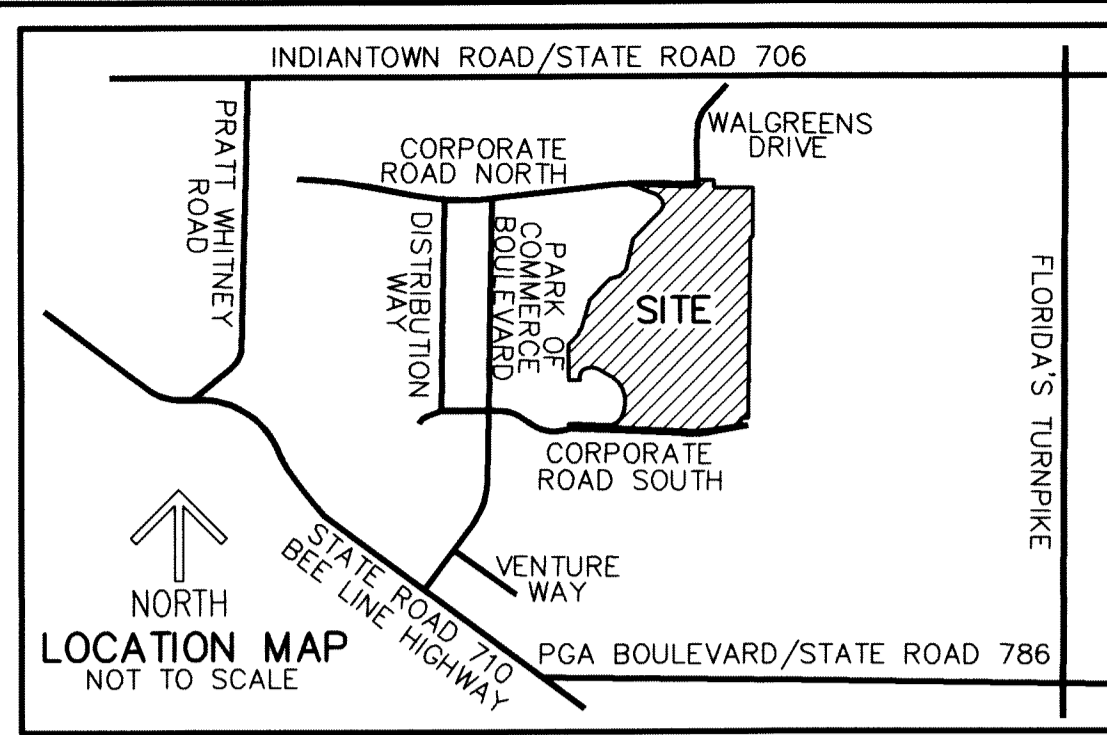 INDIANTOWN ROAD/STATE ROAD 706
PRATT WHITNEY
ROAD
CORPORATE
ROAD NORTH
WALGREENS
DRIVE
DISTRIBUTION
WAY
PARK OF
COMMERCE
BOULEVARD
SITE
FLORIDA'S TURNPIKE
CORPORATE
ROAD SOUTH
STATE ROAD 710
BEE LINE HIGHWAY
VENTURE
WAY
NORTH
LOCATION MAP
NOT TO SCALE
PGA BOULEVARD/STATE ROAD 786